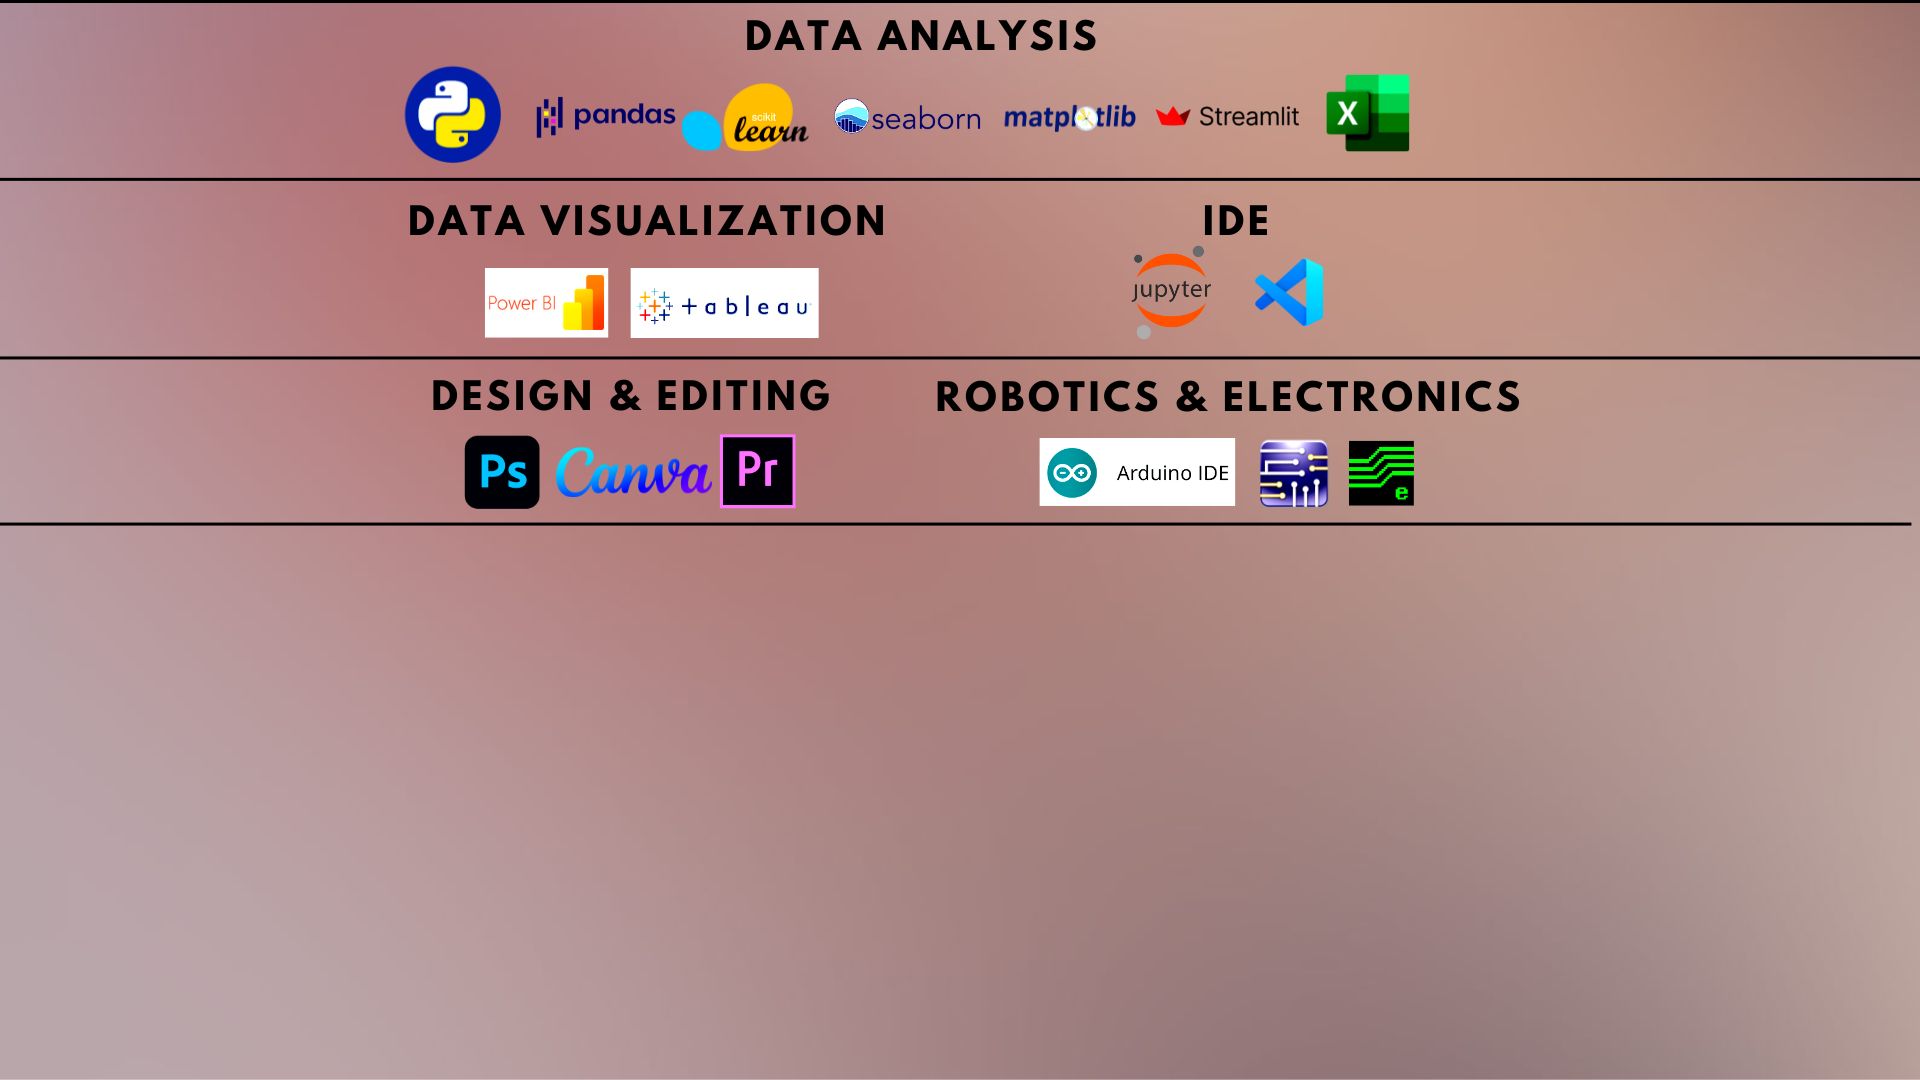 DATA ANALYSIS
pandas
scikit
learn
seaborn
matplotlib
Streamlit
X
DATA VISUALIZATION
IDE
Power BI
+ableau
jupyter
DESIGN & EDITING
ROBOTICS & ELECTRONICS
Ps
Canva
Pr
Arduino IDE
e